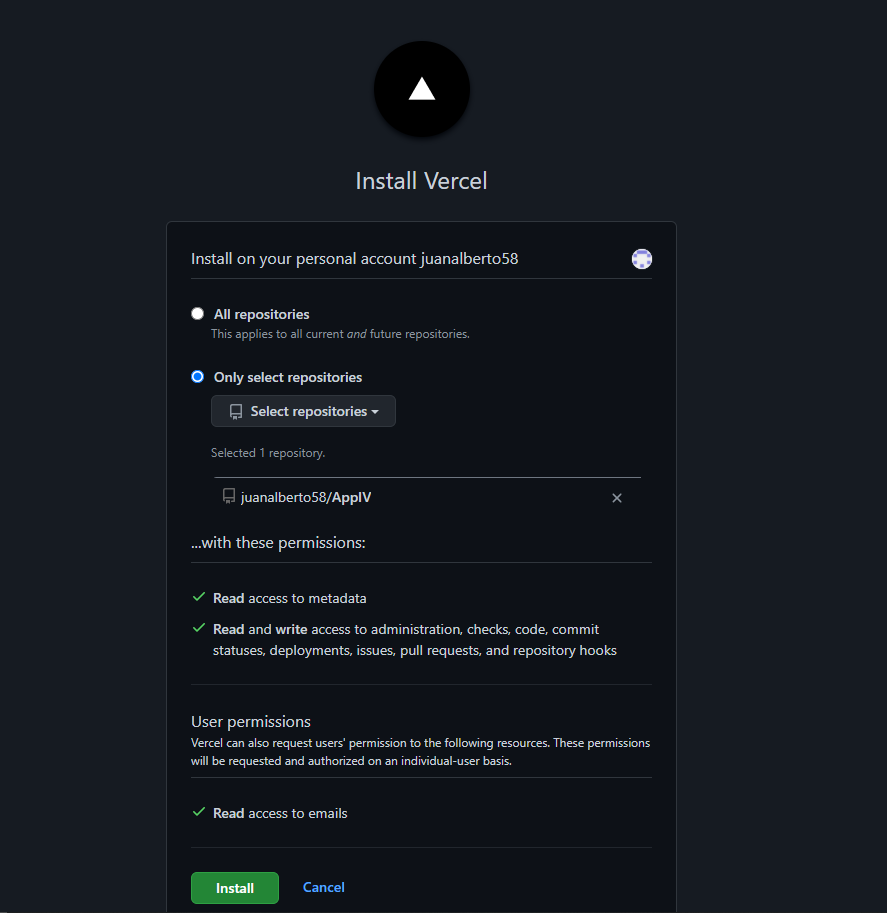 Install Vercel
Install on your personal account juanalberto58
All repositories
This applies to all current and future repositories.
Only select repositories
Select repositories
Selected 1 repository.
juanalberto58/AppIV
...with these permissions:
Read access to metadata
Read and write access to administration, checks, code, commit
statuses, deployments, issues, pull requests, and repository hooks
User permissions
Vercel can also request users' permission to the following resources. These permissions
will be requested and authorized on an individual-user basis.
Read access to emails
Install Cancel